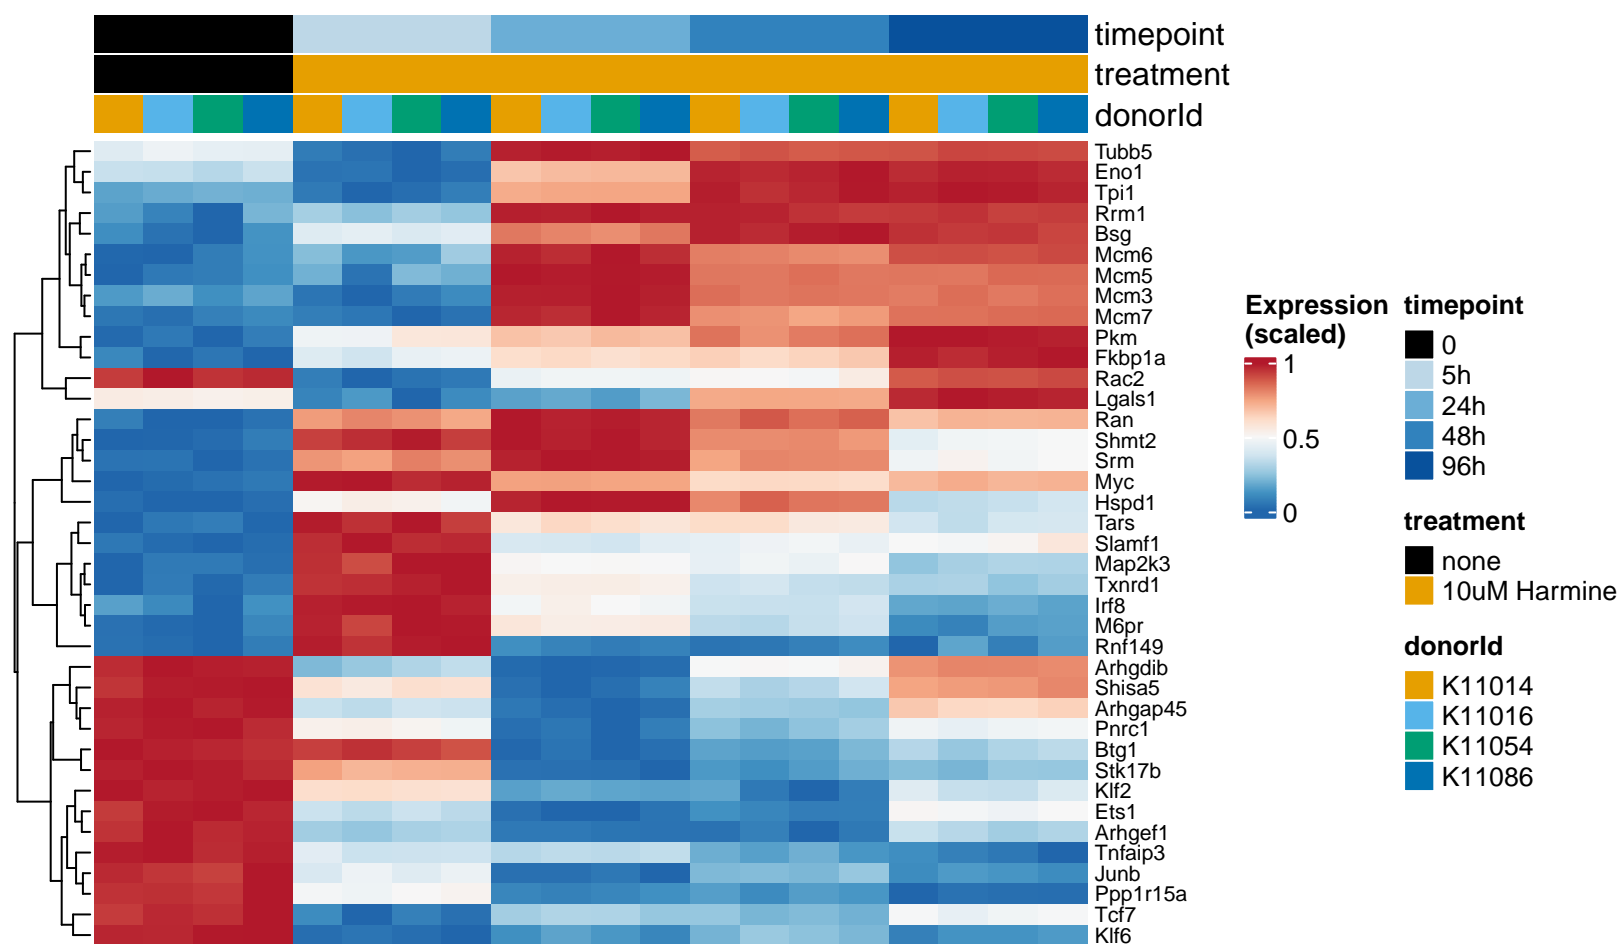 timepoint
treatment
donorId
Tubb5
Eno1
Tpi1
Rrm1
Bsg
Mcm6
Mcm5
Mcm3
Mcm7
Pkm
Fkbp1a
Rac2
Lgals1
Ran
Shmt2
Srm
Myc
Hspd1
Tars
Slamf1
Map2k3
Txnrd1
Irf8
M6pr
Rnf149
Arhgdib
Shisa5
Arhgap45
Pnrc1
Btg1
Stk17b
Klf2
Ets1
Arhgef1
Tnfaip3
Junb
Ppp1r15a
Tcf7
Klf6
Expression
(scaled)
1
0.5
0
timepoint
0
5h
24h
48h
96h
treatment
none
10uM Harmine
donorId
K11014
K11016
K11054
K11086